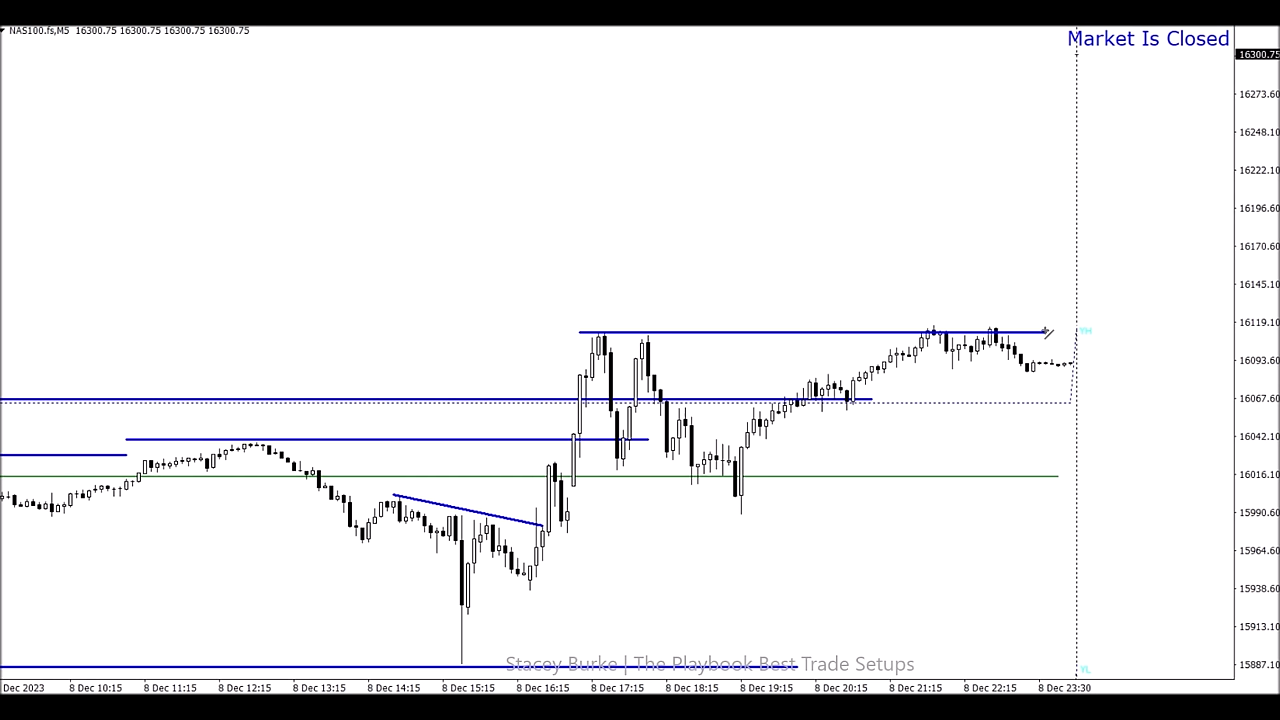 NAS100.fs,M5 16300.75 16300.75 16300.75 16300.75
Market Is Closed
16300.75
16273.60
16248.10
16222.10
16196.60
16170.60
16145.10
16119.10
YH
16093.60
16067.60
16042.10
16016.10
15990.60
15964.60
15938.60
15913.10
15887.10
YL
Stacey Burke | The Playbook Best Trade Setups
Dec 2023 8 Dec 10:15 8 Dec 11:15 8 Dec 12:15 8 Dec 13:15 8 Dec 14:15 8 Dec 15:15 8 Dec 16:15 8 Dec 17:15 8 Dec 18:15 8 Dec 19:15 8 Dec 20:15 8 Dec 21:15 8 Dec 22:15 8 Dec 23:30